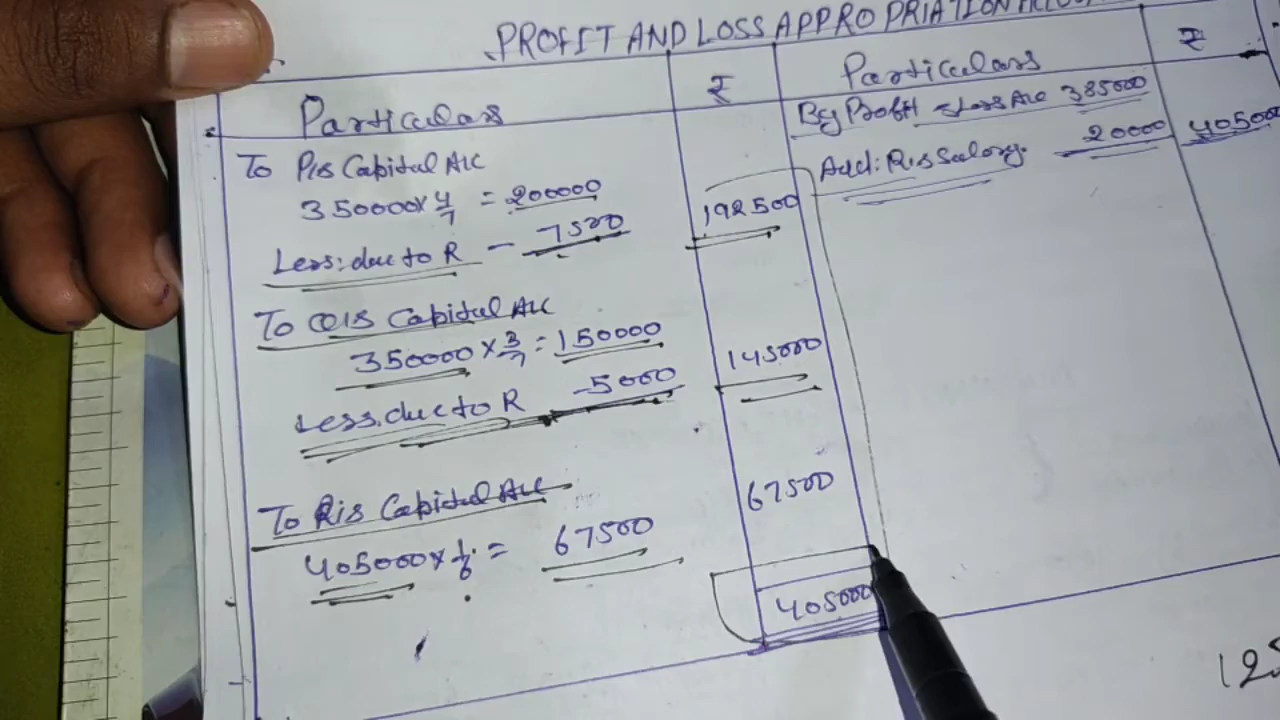 PROFIT AND LOSS APPROPRIATION
Particulars
₹
Particulars
₹
To P's Capital A/c
350000 × 4/7 = 200000
Less: due to R - 7500
192500
To Q's Capital A/c
350000 × 3/7 = 150000
Less: due to R - 5000
145000
To R's Capital A/c
405000 × 1/6 = 67500
67500
405000
By Profit & Loss A/c 385000
Add: R's Salary. 20000
405000